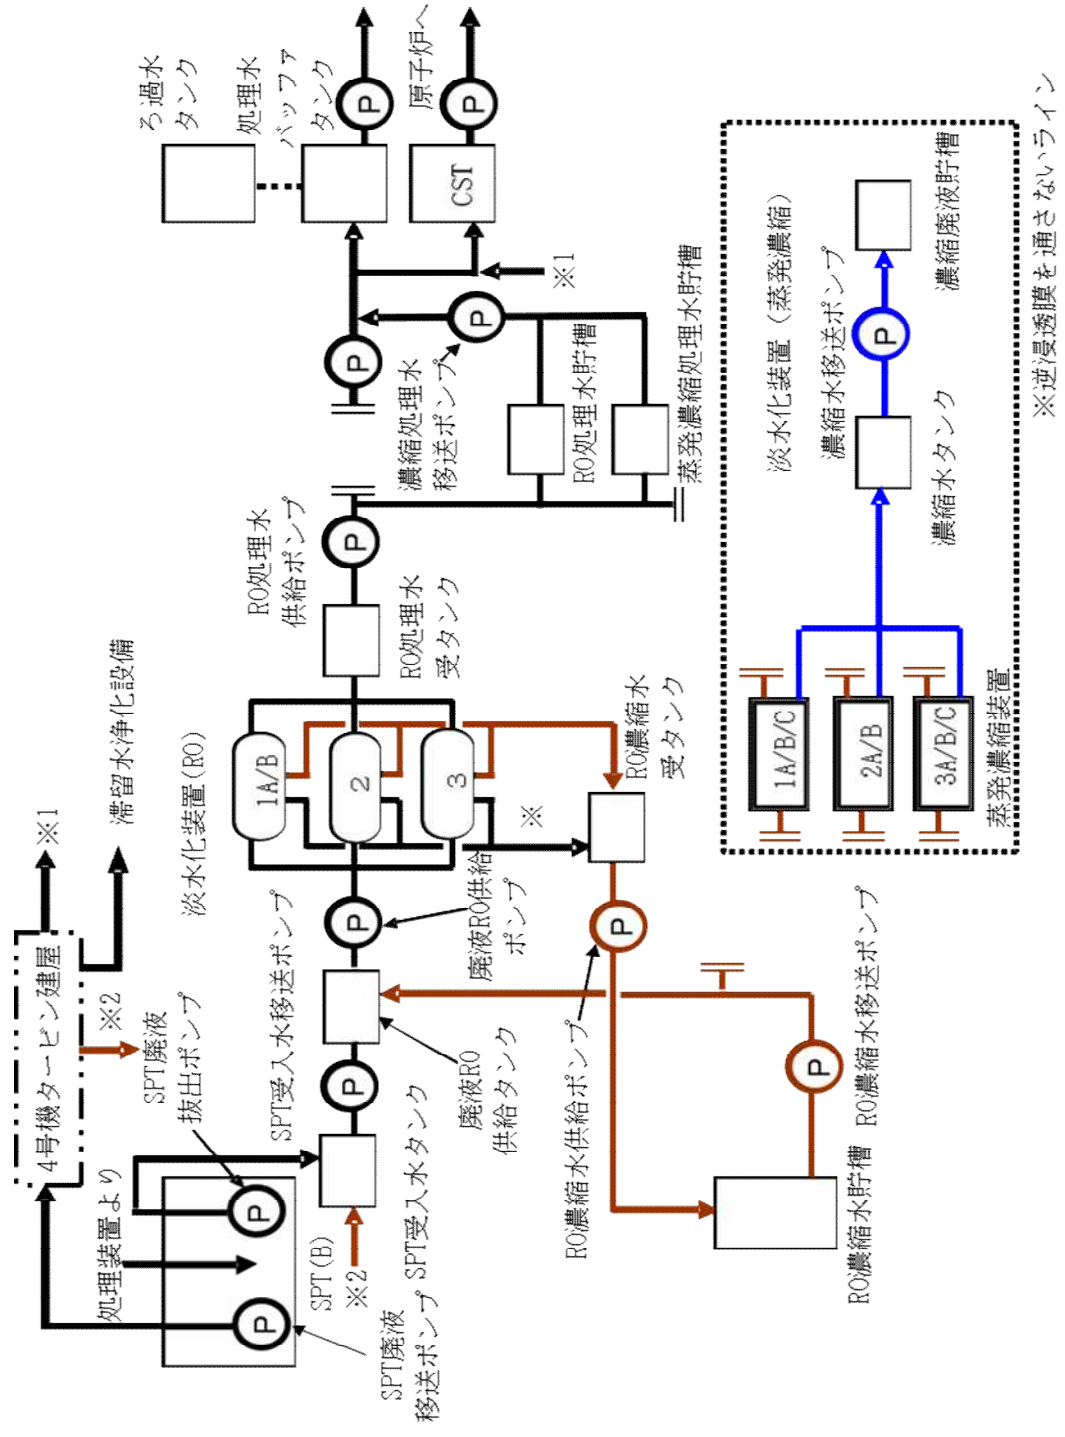 4号機タービン建屋
※1
滞留水浄化設備
※2
処理装置より
SPT廃液
抜出ポンプ
P
P
SPT(B)
SPT廃液
移送ポンプ
※2
SPT受入水タンク
SPT受入水移送ポンプ
P
廃液RO
供給タンク
P
廃液RO供給
ポンプ
淡水化装置(RO)
1A/B
2
3
※
RO処理水
受タンク
RO処理水
供給ポンプ
P
P
濃縮処理水
移送ポンプ
P
RO処理水貯槽
蒸発濃縮処理水貯槽
※1
ろ過水
タンク
処理水
バッファ
タンク
P
CST
P
原子炉へ
RO濃縮水
受タンク
P
RO濃縮水供給ポンプ
RO濃縮水貯槽
P
RO濃縮水移送ポンプ
淡水化装置(蒸発濃縮)
1A/B/C
2A/B
3A/B/C
蒸発濃縮装置
濃縮水タンク
P
濃縮水移送ポンプ
濃縮廃液貯槽
※逆浸透膜を通さないライン